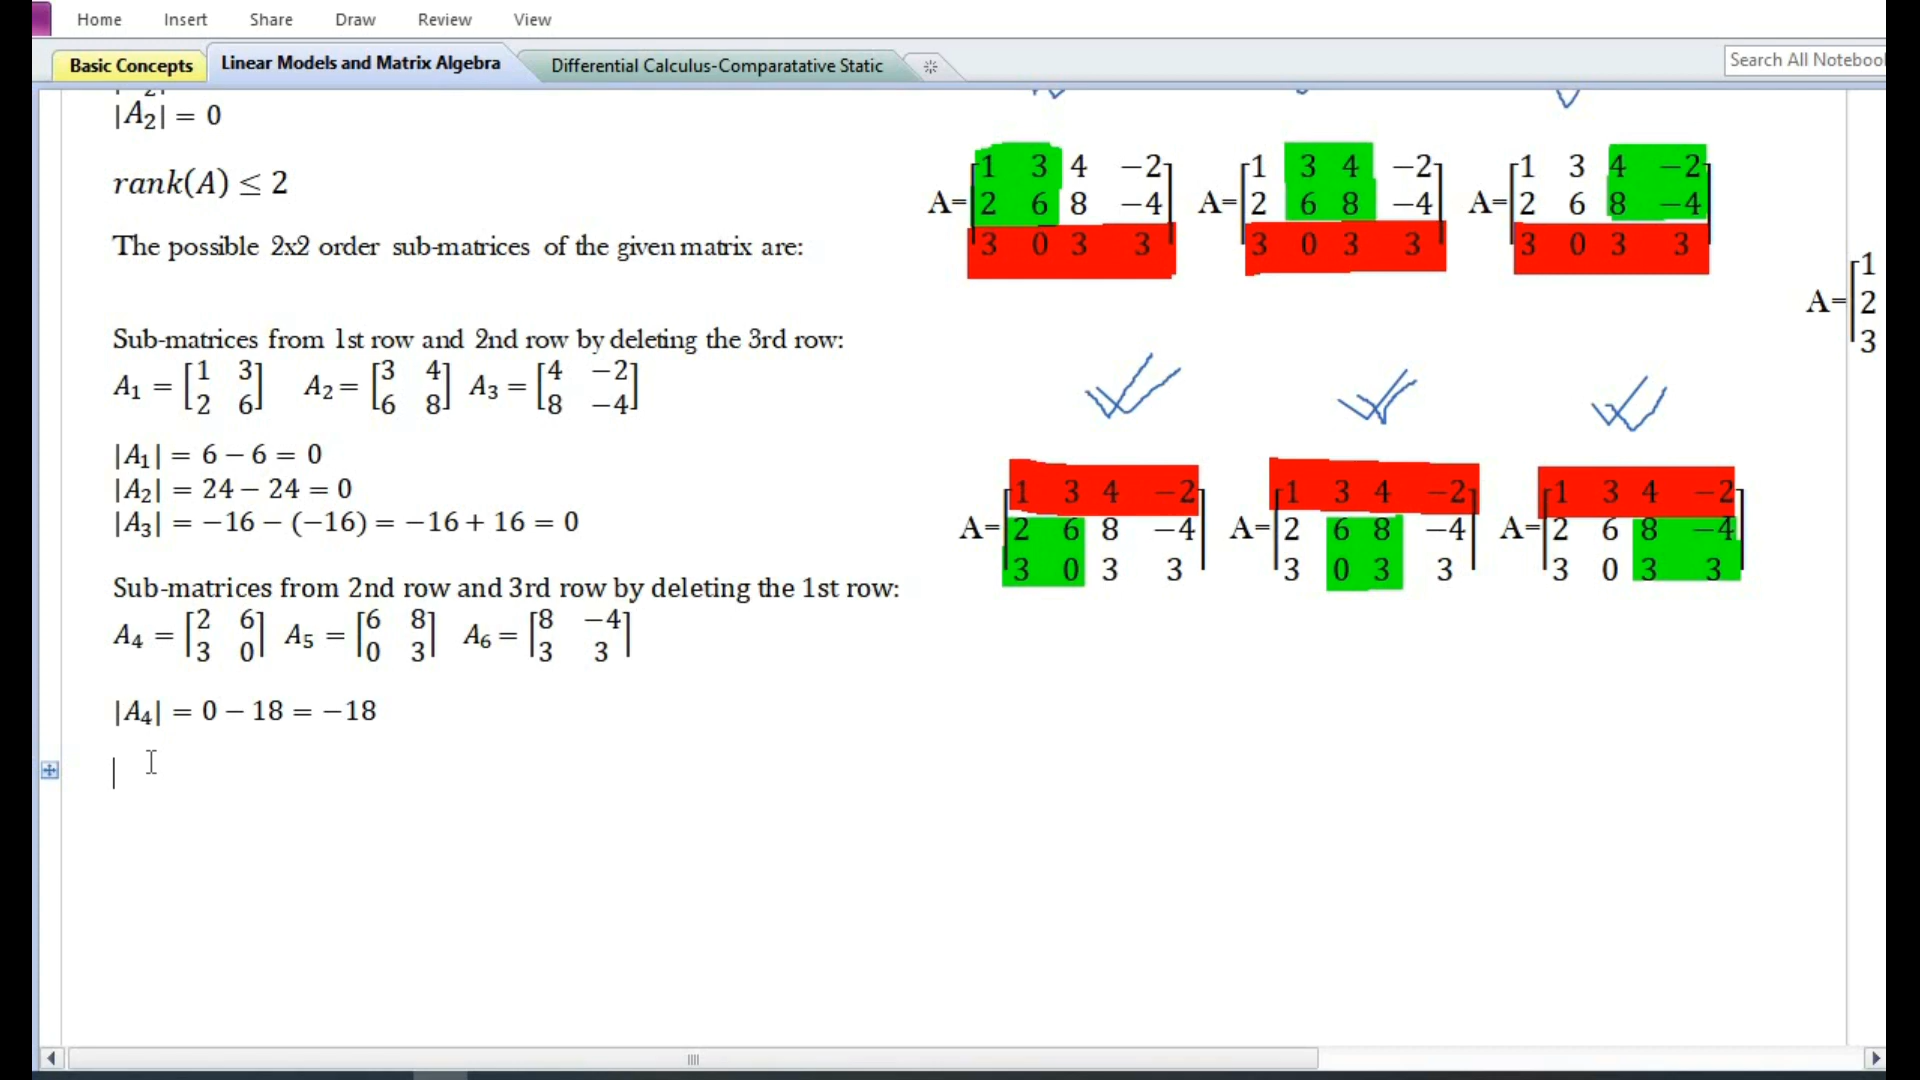 Home Insert Share Draw Review View
Basic Concepts Linear Models and Matrix Algebra Differential Calculus-Comparatative Static
Search All Notebook
|A₂| = 0
rank(A) ≤ 2
The possible 2x2 order sub-matrices of the given matrix are:
Sub-matrices from 1st row and 2nd row by deleting the 3rd row:
A₁ = [1 3; 2 6] A₂ = [3 4; 6 8] A₃ = [4 −2; 8 −4]
|A₁| = 6 − 6 = 0
|A₂| = 24 − 24 = 0
|A₃| = −16 − (−16) = −16 + 16 = 0
Sub-matrices from 2nd row and 3rd row by deleting the 1st row:
A₄ = [2 6; 3 0] A₅ = [6 8; 0 3] A₆ = [8 −4; 3 3]
|A₄| = 0 − 18 = −18
A= [1 3 4 −2; 2 6 8 −4; 3 0 3 3] A= [1 3 4 −2; 2 6 8 −4; 3 0 3 3] A= [1 3 4 −2; 2 6 8 −4; 3 0 3 3]
A= [1 2 3
A= [1 3 4 −2; 2 6 8 −4; 3 0 3 3] A= [1 3 4 −2; 2 6 8 −4; 3 0 3 3] A= [1 3 4 −2; 2 6 8 −4; 3 0 3 3]